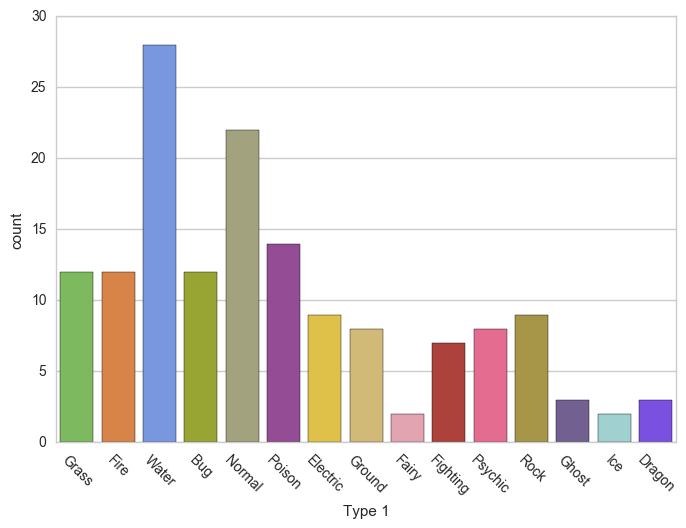 30
25
20
15
10
5
0
count
Grass
Fire
Water
Bug
Normal
Poison
Electric
Ground
Fairy
Fighting
Psychic
Rock
Ghost
Ice
Dragon
Type 1